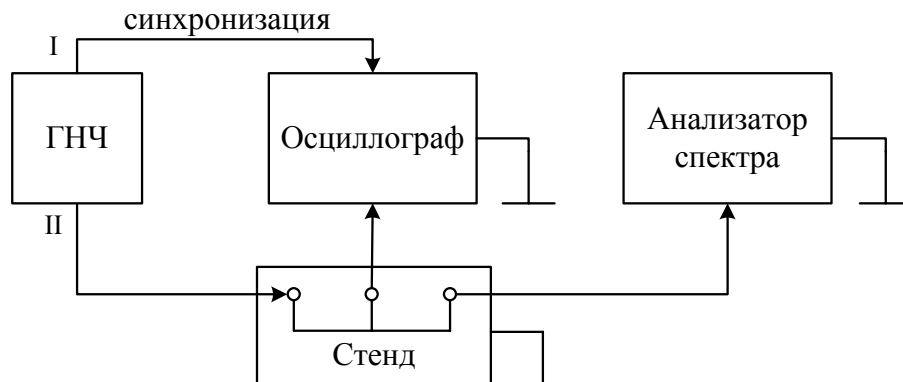 синхронизация
I
ГНЧ
Осциллограф
Анализатор
спектра
II
Стенд